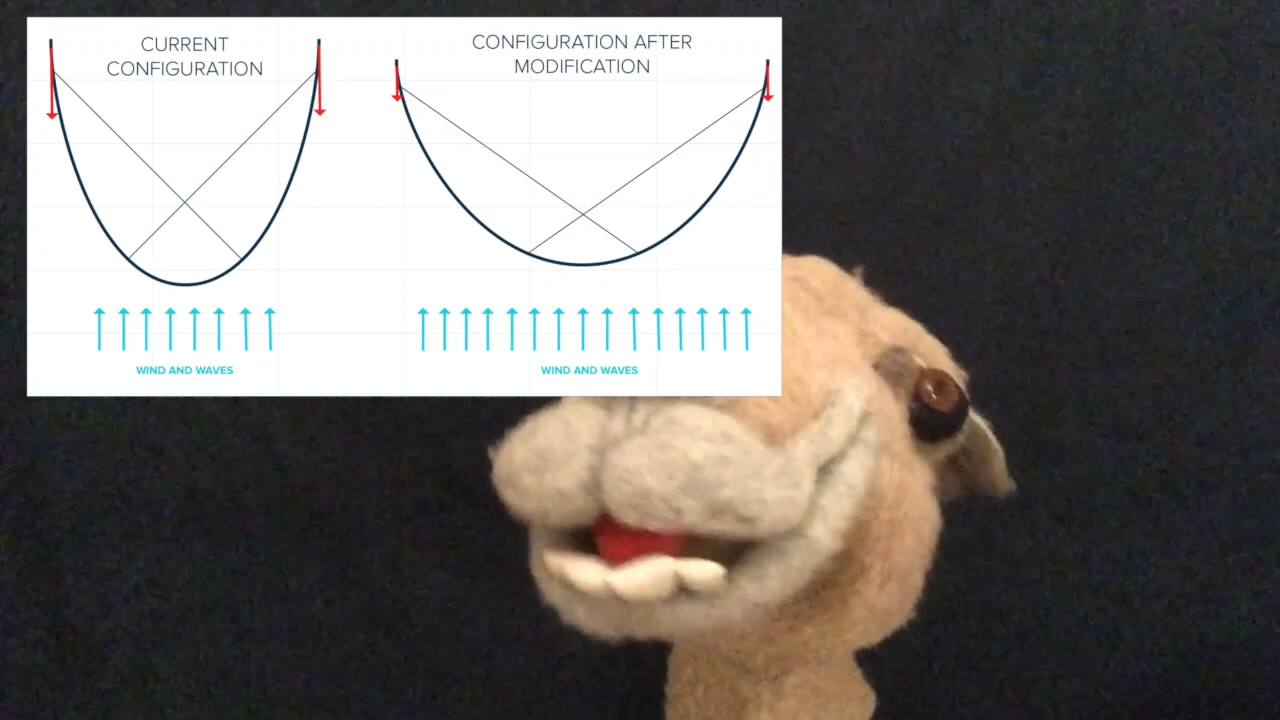 CURRENT
CONFIGURATION
CONFIGURATION AFTER
MODIFICATION
WIND AND WAVES
WIND AND WAVES